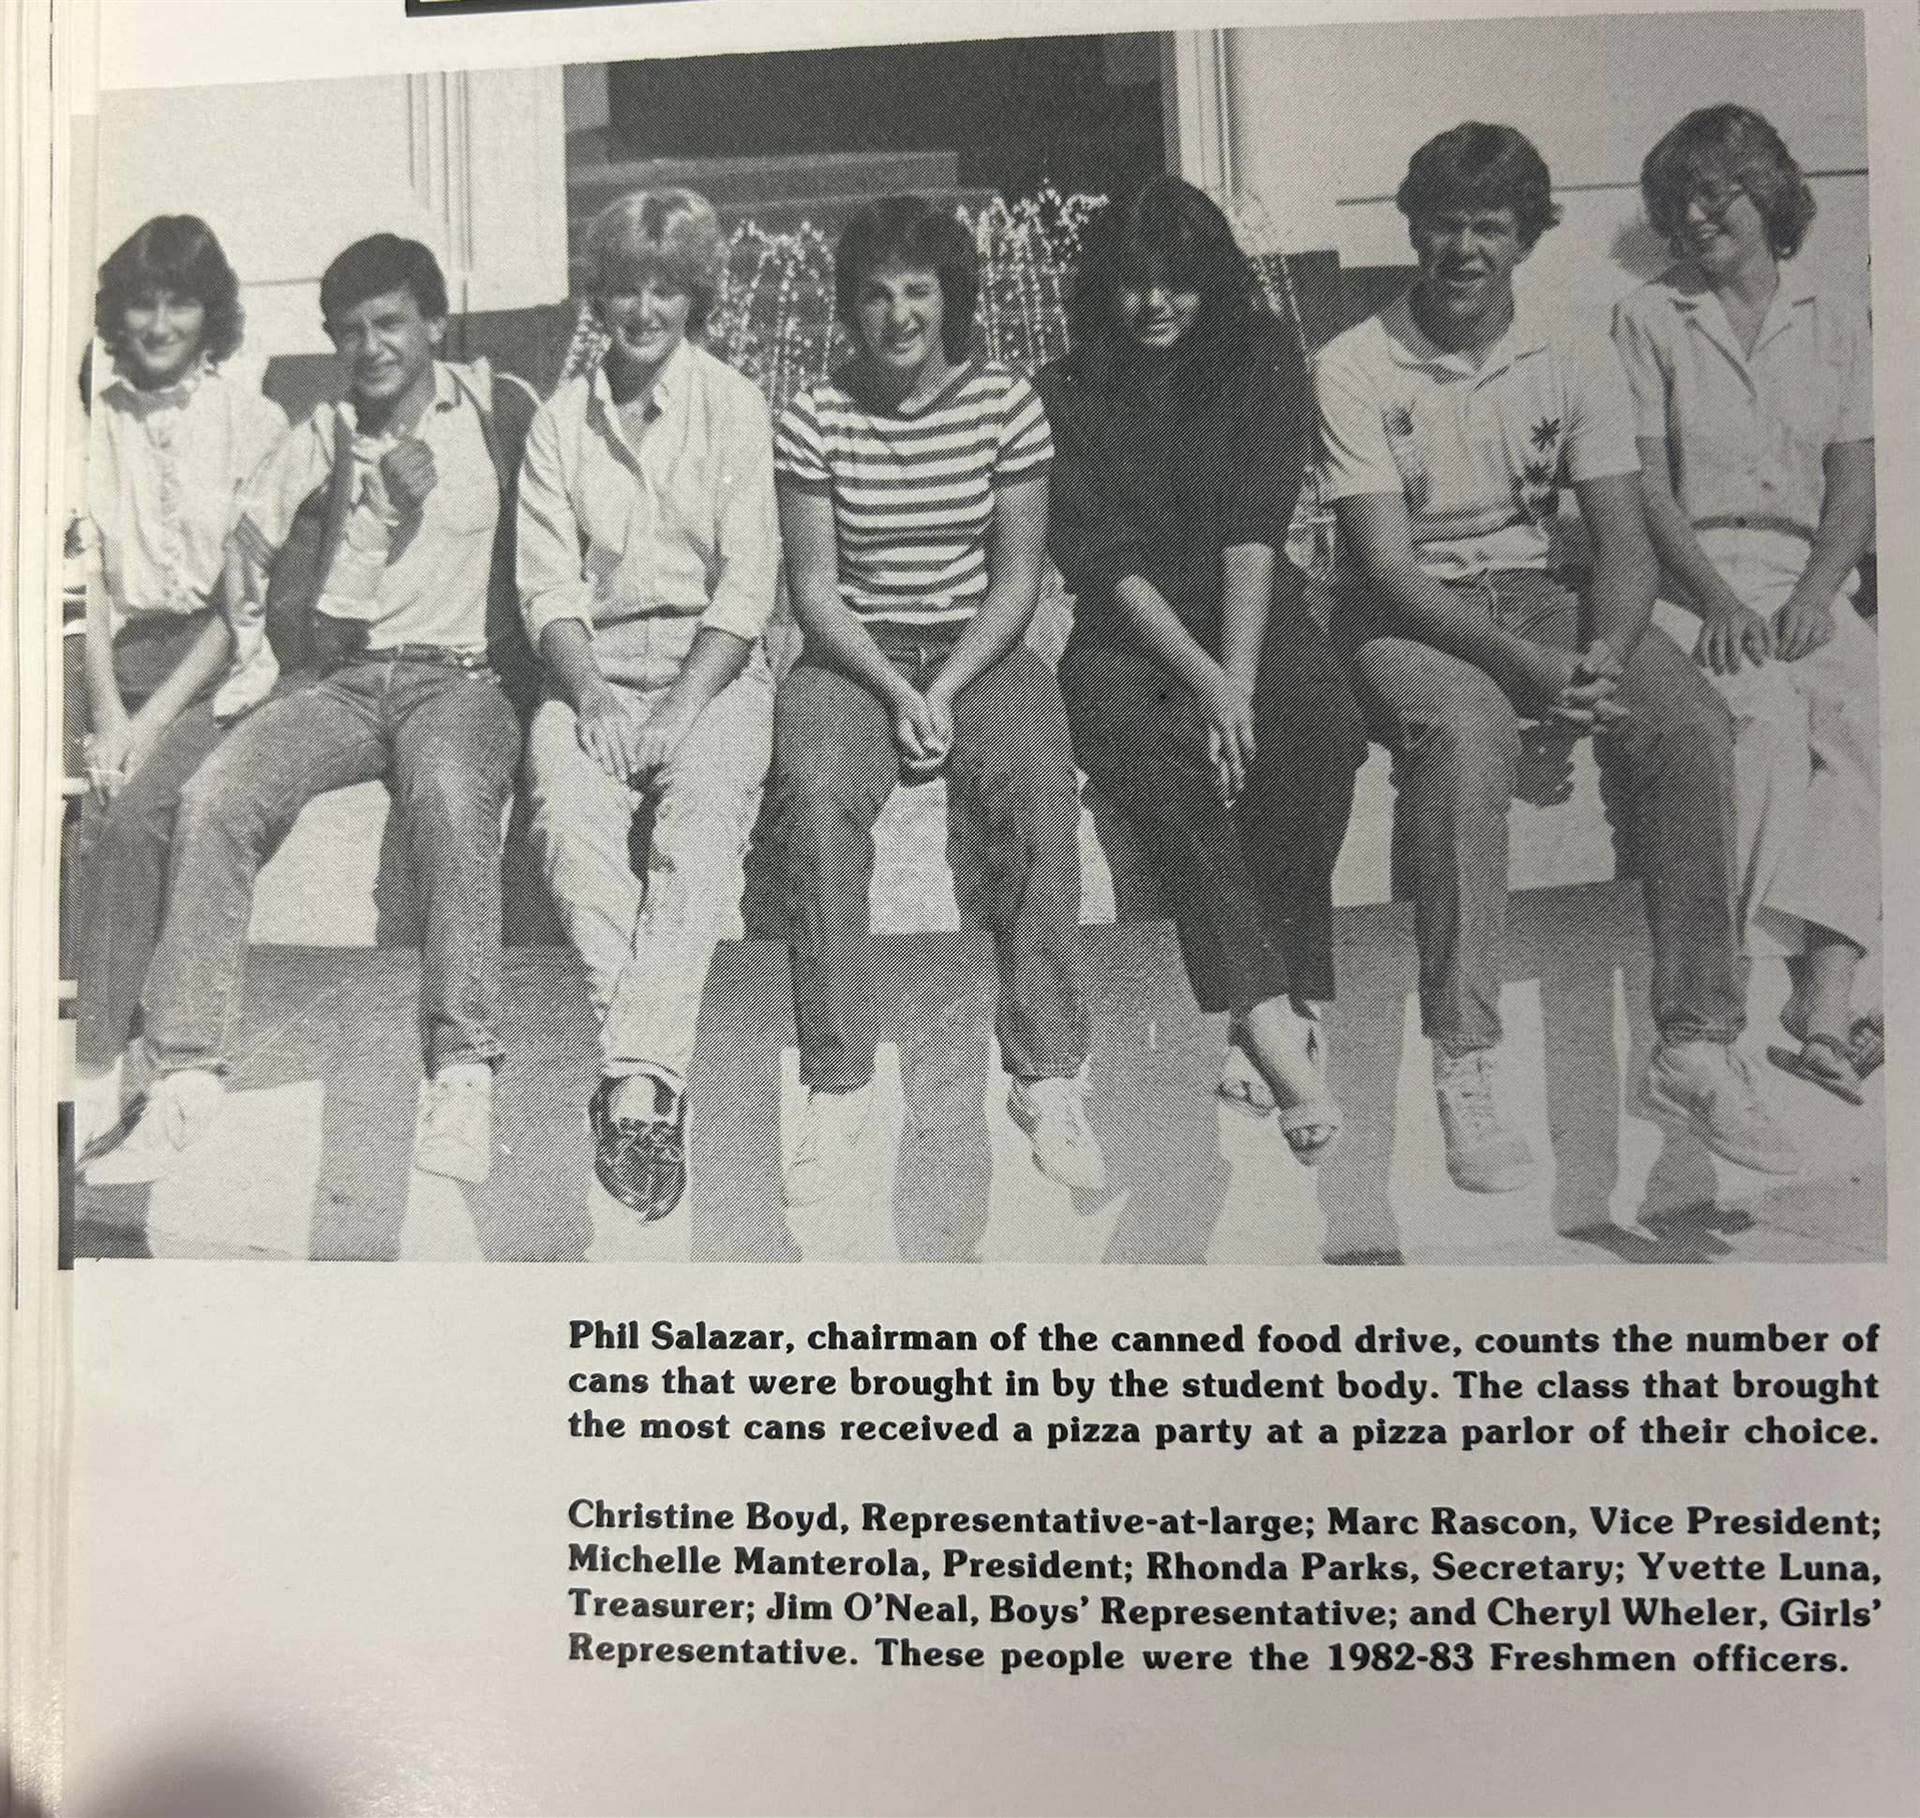 Phil Salazar, chairman of the canned food drive, counts the number of
cans that were brought in by the student body. The class that brought
the most cans received a pizza party at a pizza parlor of their choice.
Christine Boyd, Representative-at-large; Marc Rascon, Vice President;
Michelle Manterola, President; Rhonda Parks, Secretary; Yvette Luna,
Treasurer; Jim O'Neal, Boys' Representative; and Cheryl Wheler, Girls'
Representative. These people were the 1982-83 Freshmen officers.